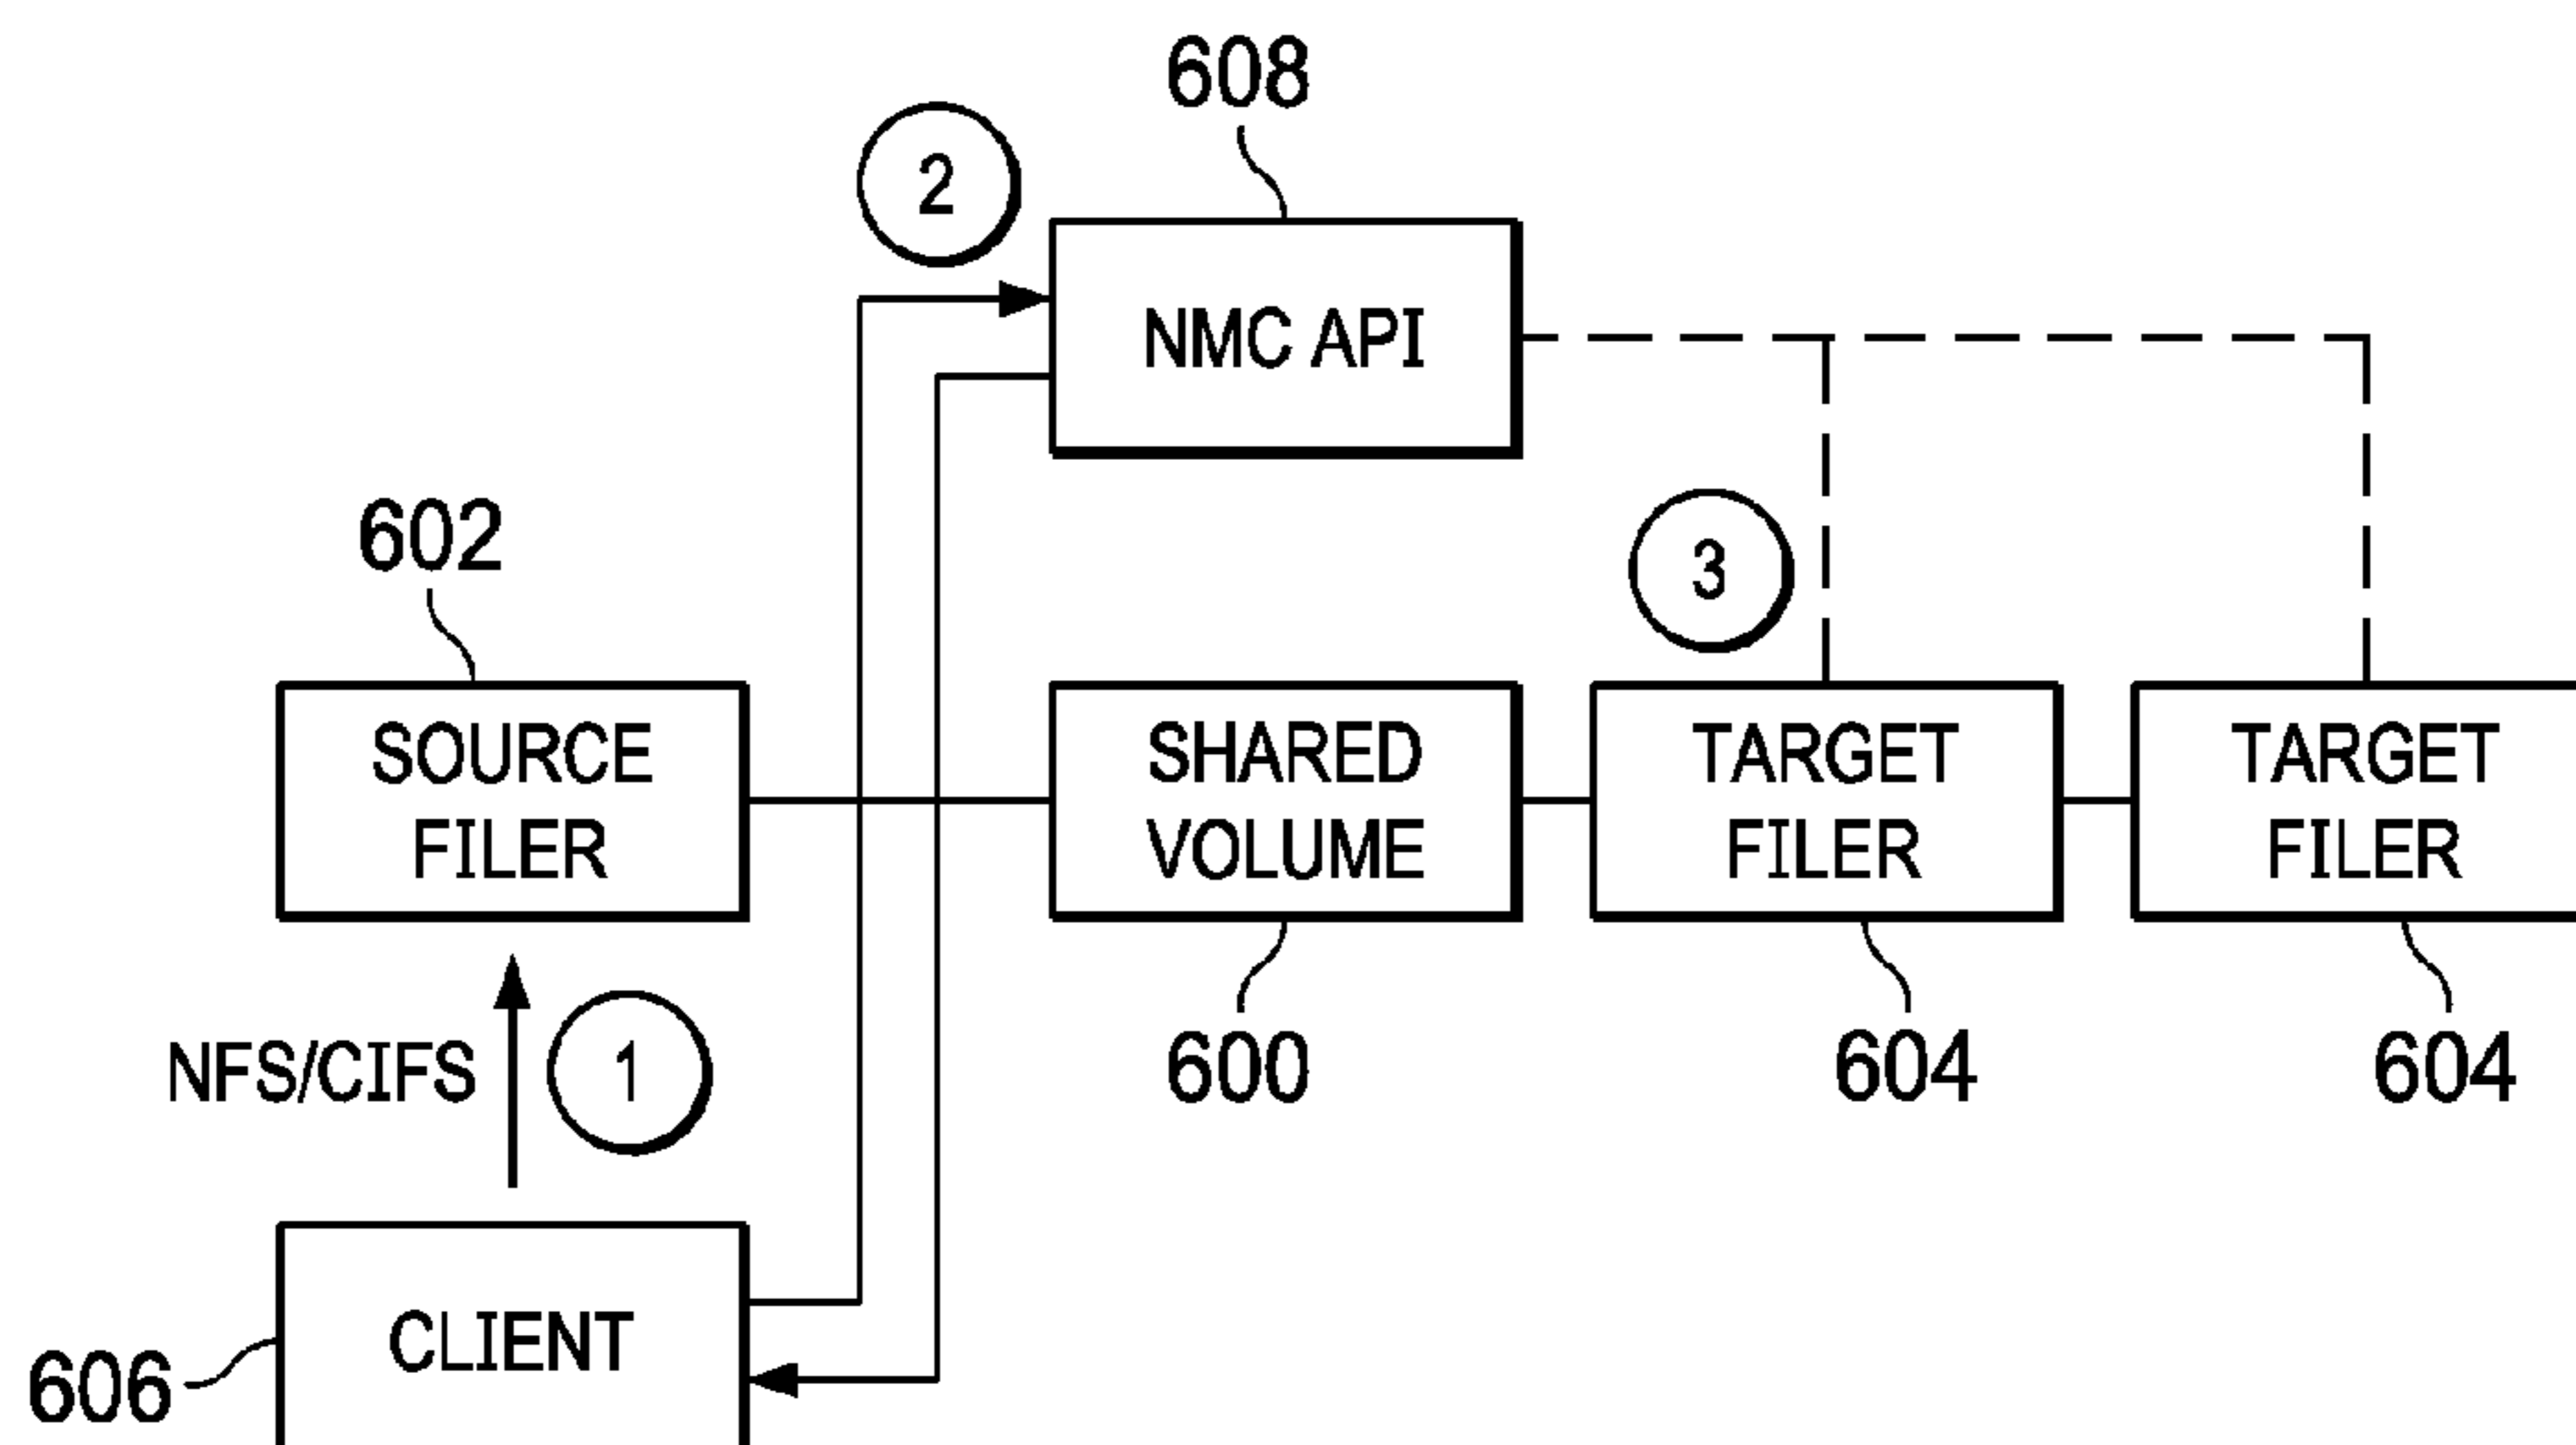 608
2
NMC API
602
3
SOURCE
FILER
SHARED
VOLUME
TARGET
FILER
TARGET
FILER
NFS/CIFS
1
600
604
604
CLIENT
606